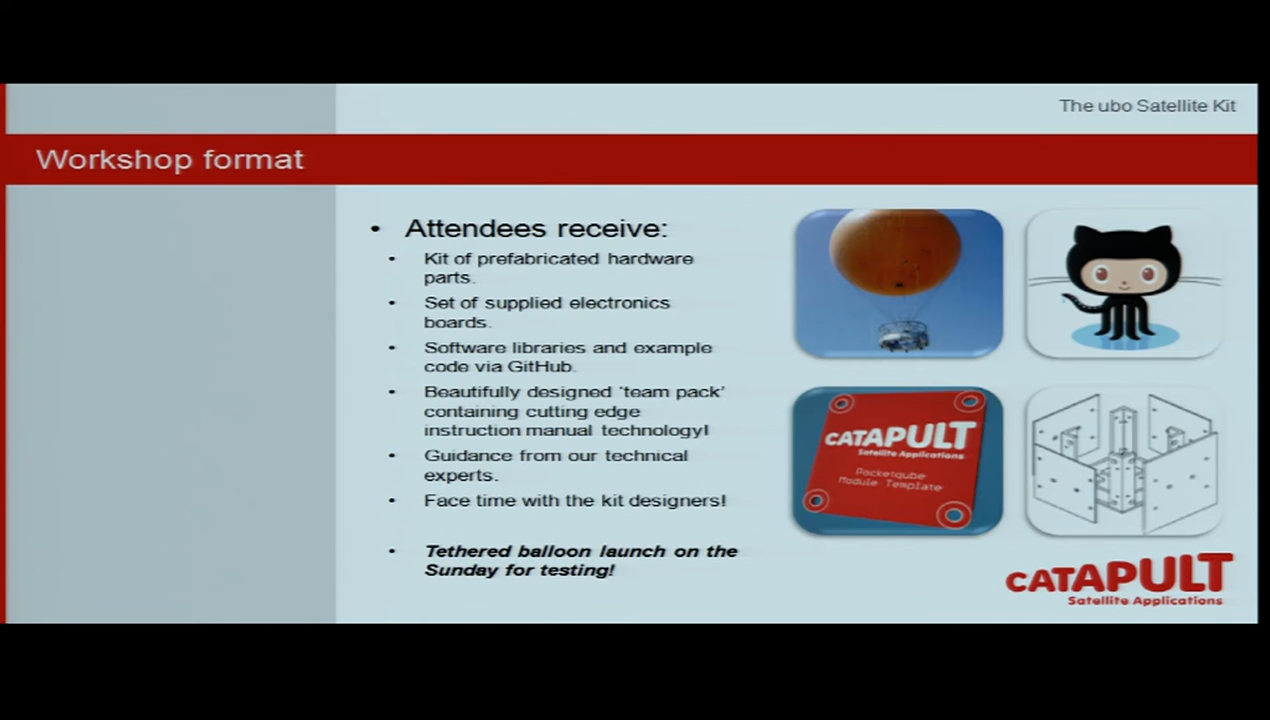 The ubo Satellite Kit
Workshop format
• Attendees receive:
• Kit of prefabricated hardware
parts.
• Set of supplied electronics
boards.
• Software libraries and example
code via GitHub.
• Beautifully designed ‘team pack’
containing cutting edge
instruction manual technology!
• Guidance from our technical
experts.
• Face time with the kit designers!
• Tethered balloon launch on the
Sunday for testing!
CATAPULT
Satellite Applications
Pocketqube
Module Template
CATAPULT
Satellite Applications